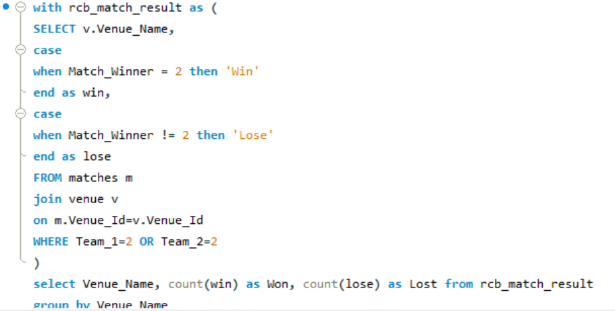 with rcb_match_result as (
SELECT v.Venue_Name,
case
when Match_Winner = 2 then 'Win'
end as win,
case
when Match_Winner != 2 then 'Lose'
end as lose
FROM matches m
join venue v
on m.Venue_Id=v.Venue_Id
WHERE Team_1=2 OR Team_2=2
)
select Venue_Name, count(win) as Won, count(lose) as Lost from rcb_match_result
group by Venue_Name